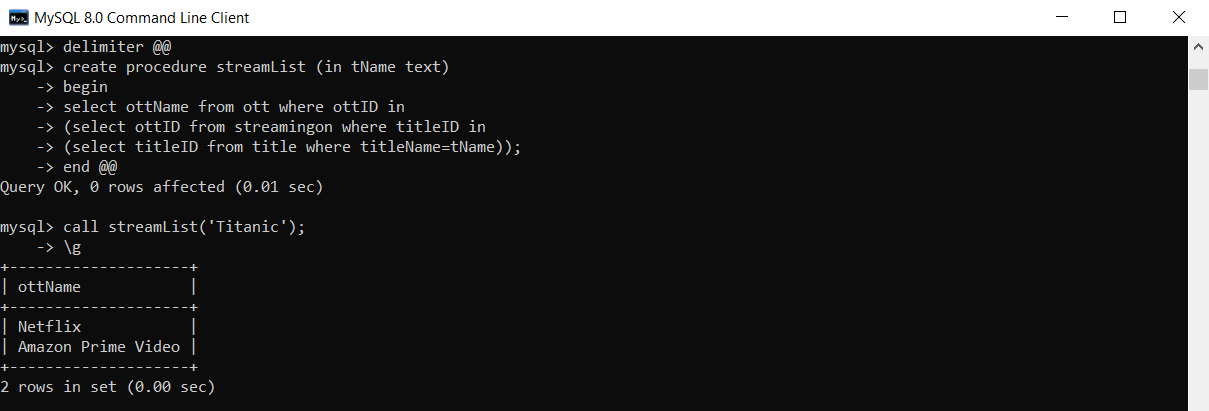 MySQL 8.0 Command Line Client
mysql> delimiter @@
mysql> create procedure streamList (in tName text)
    -> begin
    -> select ottName from ott where ottID in
    -> (select ottID from streamingon where titleID in
    -> (select titleID from title where titleName=tName));
    -> end @@
Query OK, 0 rows affected (0.01 sec)

mysql> call streamList('Titanic');
    -> \g
+--------------------+
| ottName            |
+--------------------+
| Netflix            |
| Amazon Prime Video |
+--------------------+
2 rows in set (0.00 sec)